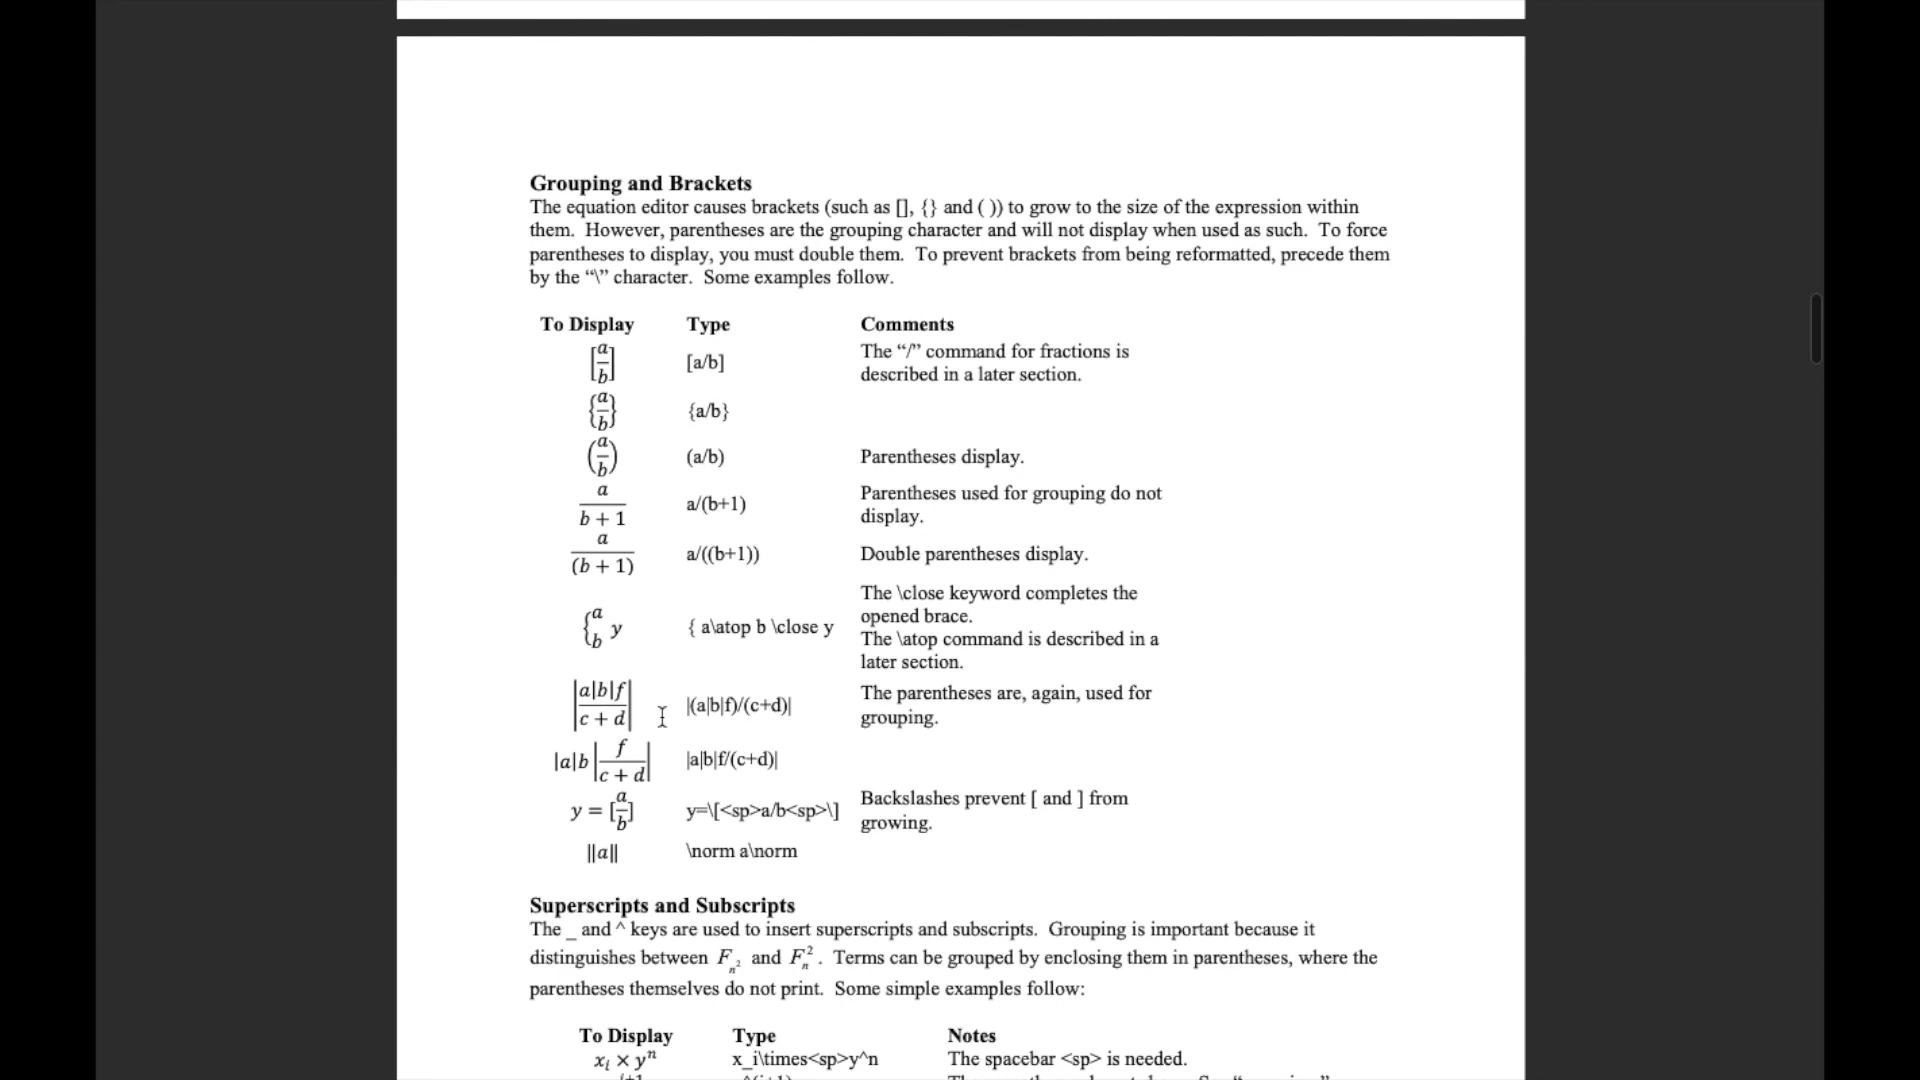 Grouping and Brackets
The equation editor causes brackets (such as [], {} and ( )) to grow to the size of the expression within
them.  However, parentheses are the grouping character and will not display when used as such.  To force
parentheses to display, you must double them.  To prevent brackets from being reformatted, precede them
by the “\” character.  Some examples follow.
To Display Type Comments
[a/b] [a/b] The “/” command for fractions is
described in a later section.
{a/b} {a/b}
(a/b) (a/b) Parentheses display.
a/b + 1 a/(b+1) Parentheses used for grouping do not
display.
a/(b + 1) a/((b+1)) Double parentheses display.
{a b y { a\atop b \close y The \close keyword completes the
opened brace.
The \atop command is described in a
later section.
|a|b|f/c + d| |(a|b|f)/(c+d)| The parentheses are, again, used for
grouping.
|a|b|f/c + d| |a|b|f/(c+d)|
y = [a/b] y=\[<sp>a/b<sp>\] Backslashes prevent [ and ] from
growing.
||a|| \norm a\norm
Superscripts and Subscripts
The _ and ^ keys are used to insert superscripts and subscripts.  Grouping is important because it
distinguishes between F_n² and F_n².  Terms can be grouped by enclosing them in parentheses, where the
parentheses themselves do not print.  Some simple examples follow:
To Display Type Notes
xᵢ × yⁿ x_i\times<sp>y^n The spacebar <sp> is needed.